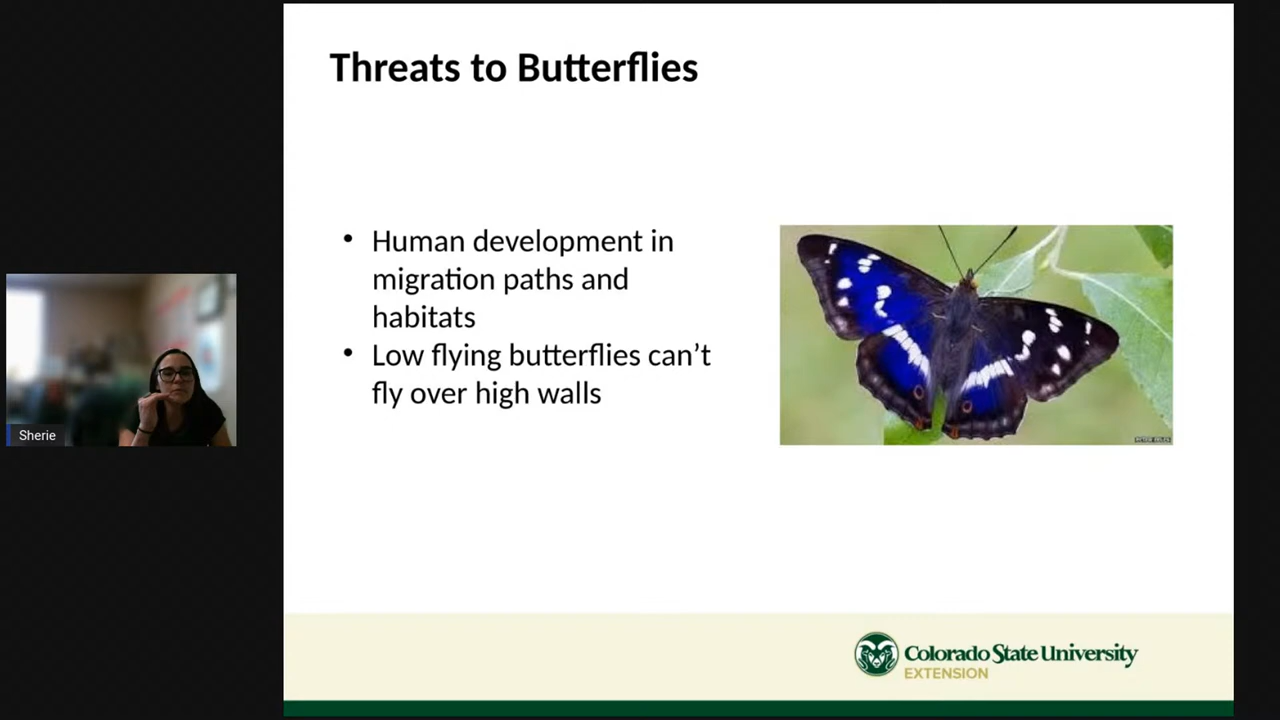 Threats to Butterflies
• Human development in
migration paths and
habitats
• Low flying butterflies can’t
fly over high walls
Sherie
Colorado State University
EXTENSION